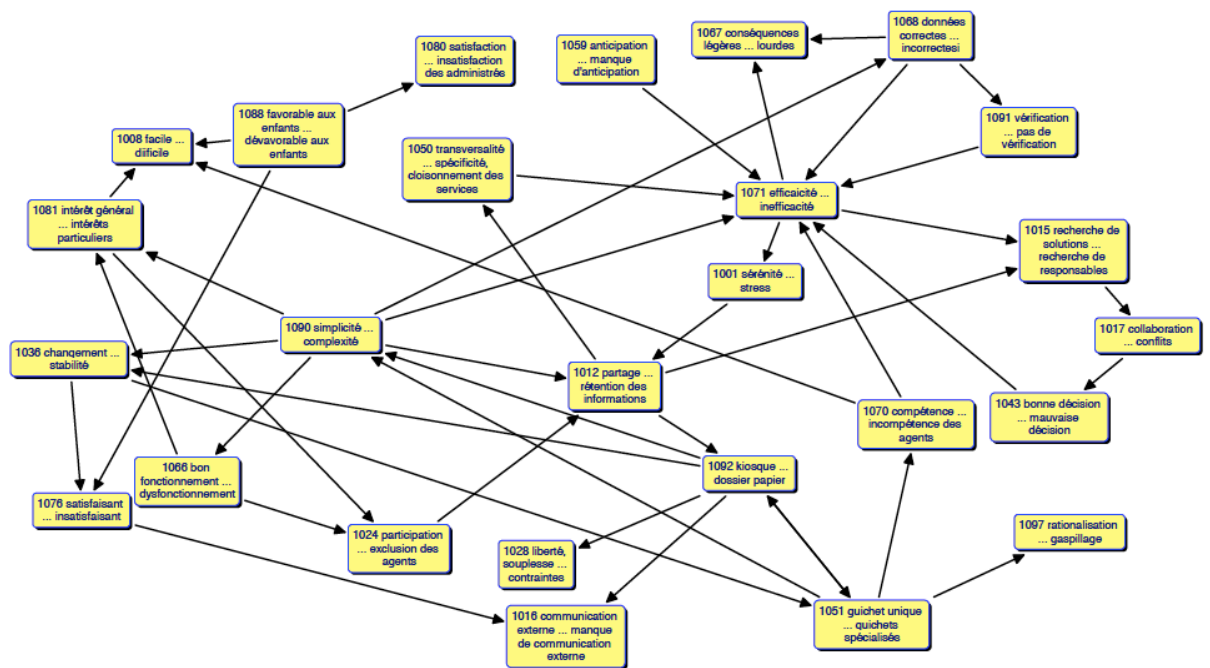 1080 satisfaction
... insatisfaction
des administrés
1059 anticipation
... manque
d'anticipation
1067 conséquences
légères ... lourdes
1068 données
correctes ...
incorrectesi
1088 favorable aux
enfants ...
dévavorable aux
enfants
1008 facile ...
diificile
1050 transversalité
... spécificité,
cloisonnement des
services
1091 vérification
... pas de
vérification
1071 efficaicité ...
inefficacité
1081 intérêt général
... intérêts
particuliers
1015 recherche de
solutions ...
recherche de
responsables
1001 sérénité ...
stress
1090 simplicité ...
complexité
1017 collaboration
... conflits
1036 changement ...
stabilité
1012 partage ...
rétention des
informations
1043 bonne décision
... mauvaise
décision
1070 compétence ...
incompétence des
agents
1066 bon
fonctionnement ...
dysfonctionnement
1092 kiosque ...
dossier papier
1076 satisfaisant
... insatisfaisant
1024 participation
... exclusion des
agents
1097 rationalisation
... gaspillage
1028 liberté,
souplesse ...
contraintes
1016 communication
externe ... manque
de communication
externe
1051 guichet unique
... quichets
spécialisés